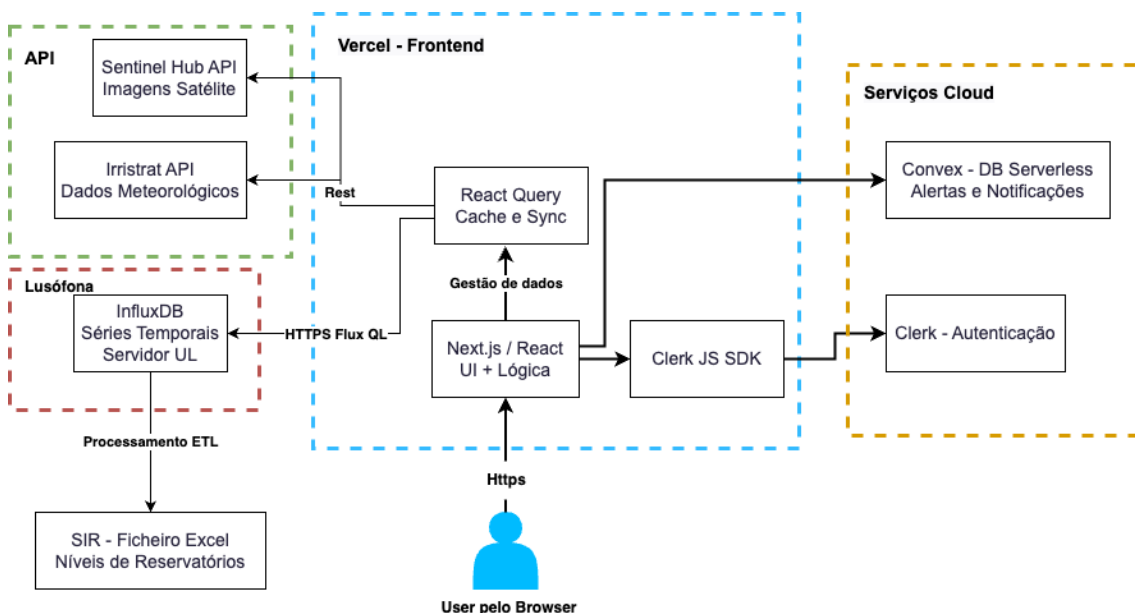 API
Sentinel Hub API
Imagens Satélite
Irristrat API
Dados Meteorológicos
Rest
Lusófona
InfluxDB
Séries Temporais
Servidor UL
HTTPS Flux QL
Processamento ETL
SIR - Ficheiro Excel
Níveis de Reservatórios
Vercel - Frontend
React Query
Cache e Sync
Gestão de dados
Next.js / React
UI + Lógica
Clerk JS SDK
Https
User pelo Browser
Serviços Cloud
Convex - DB Serverless
Alertas e Notificações
Clerk - Autenticação